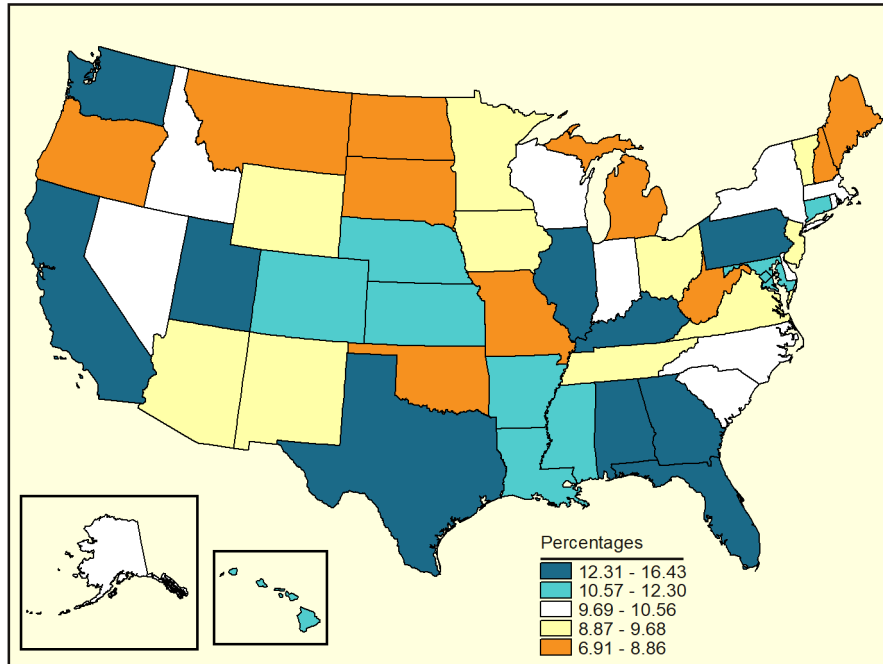 Percentages
12.31 - 16.43
10.57 - 12.30
9.69 - 10.56
8.87 - 9.68
6.91 - 8.86